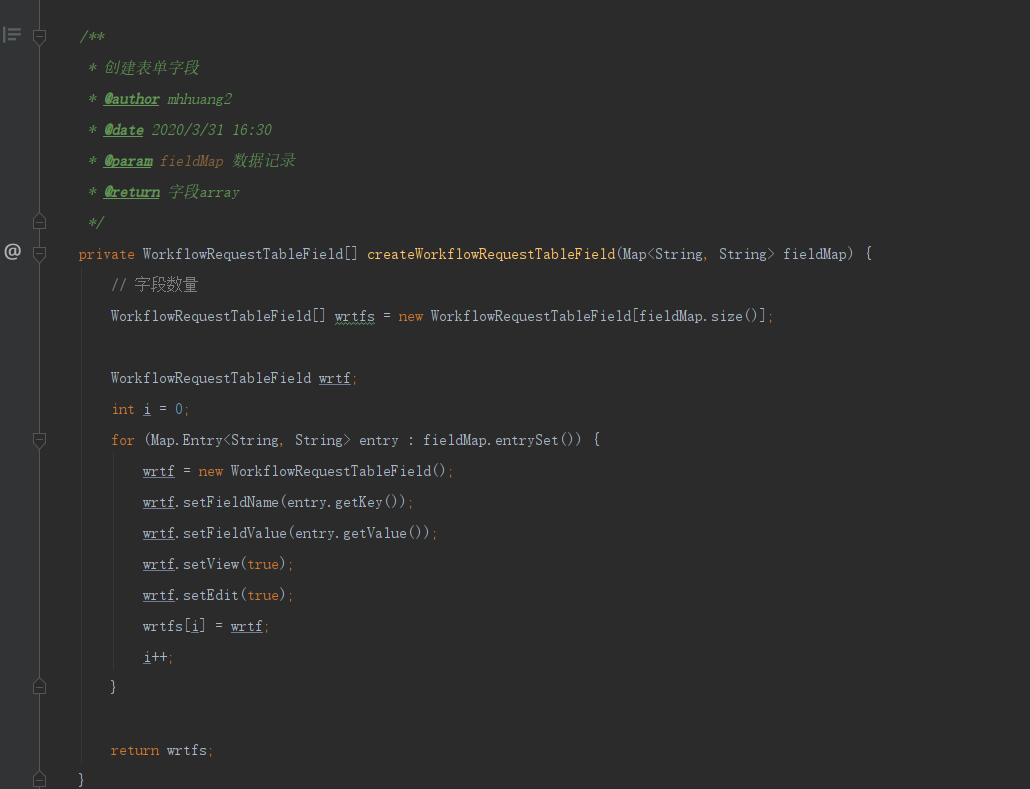 /**
* 创建表单字段
* @author mhhuang2
* @date 2020/3/31 16:30
* @param fieldMap 数据记录
* @return 字段array
*/
@
private WorkflowRequestTableField[] createWorkflowRequestTableField(Map<String, String> fieldMap) {
// 字段数量
WorkflowRequestTableField[] wrtfs = new WorkflowRequestTableField[fieldMap.size()];
WorkflowRequestTableField wrtf;
int i = 0;
for (Map.Entry<String, String> entry : fieldMap.entrySet()) {
wrtf = new WorkflowRequestTableField();
wrtf.setFieldName(entry.getKey());
wrtf.setFieldValue(entry.getValue());
wrtf.setView(true);
wrtf.setEdit(true);
wrtfs[i] = wrtf;
i++;
}
return wrtfs;
}